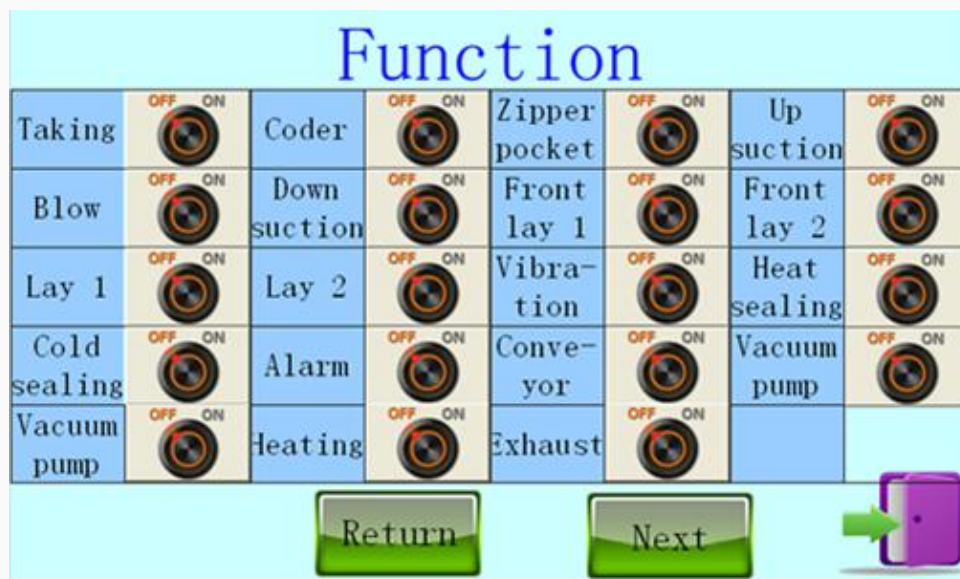 Function
Taking OFF ON Coder OFF ON Zipper pocket OFF ON Up suction OFF ON
Blow OFF ON Down suction OFF ON Front lay 1 OFF ON Front lay 2 OFF ON
Lay 1 OFF ON Lay 2 OFF ON Vibra-tion OFF ON Heat sealing OFF ON
Cold sealing OFF ON Alarm OFF ON Conve-yor OFF ON Vacuum pump OFF ON
Vacuum pump OFF ON Heating OFF ON Exhaust OFF ON
Return Next